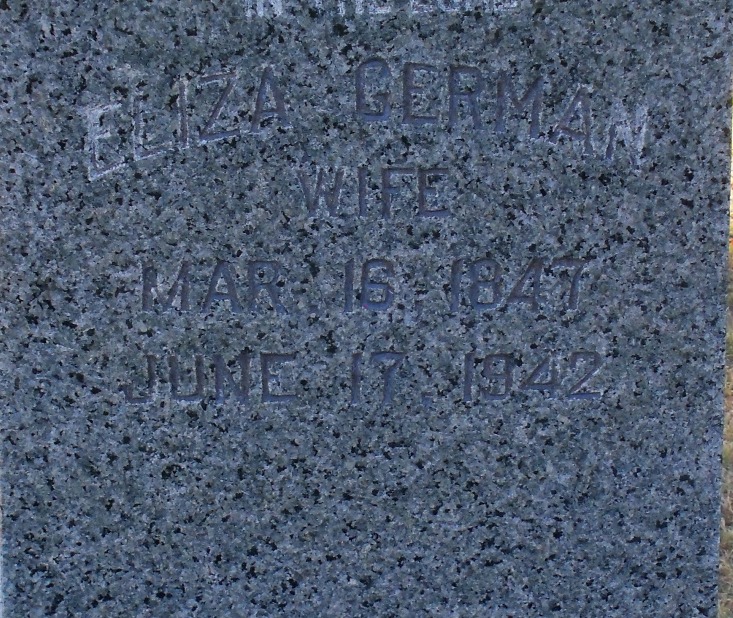 ELIZA GERMAN
WIFE
MAR 16, 1847
JUNE 17, 1942